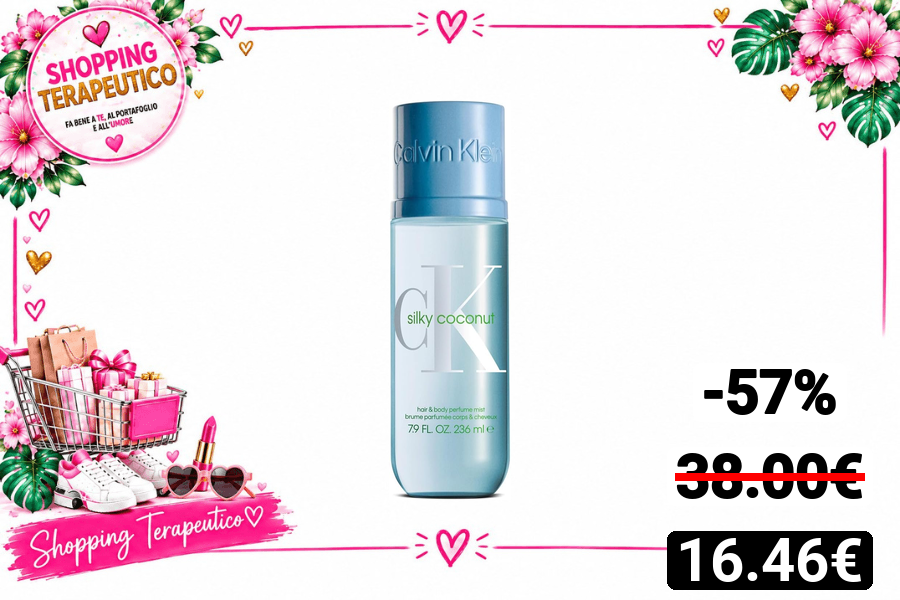 SHOPPING
TERAPEUTICO
FA BENE A TE, AL PORTAFOGLIO
E ALL'UMORE
Calvin Klein
CK
silky coconut
hair & body perfume mist
brume parfumée corps & cheveux
7.9 FL. OZ. 236 ml e
-57%
38.00€
16.46€
Shopping Terapeutico